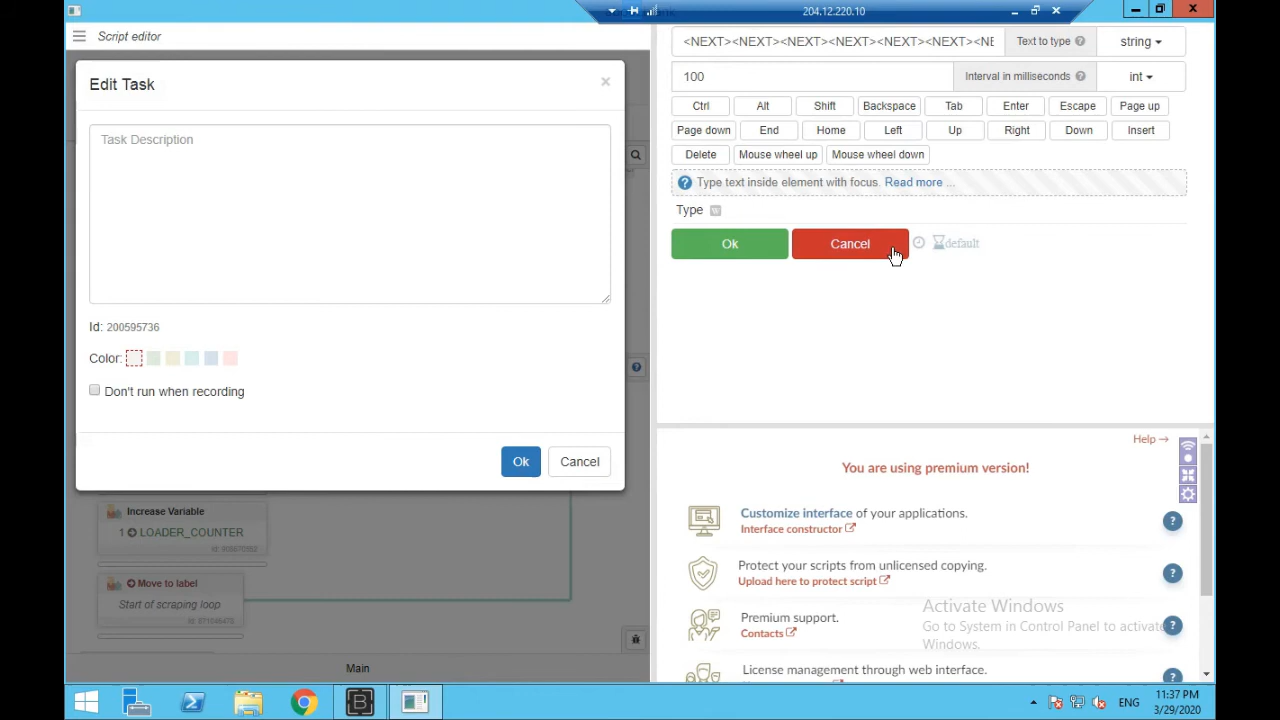 204.12.220.10
Script editor
Edit Task
×
Task Description
Id: 200595736
Color:
Don't run when recording
Ok
Cancel
Increase Variable
1 LOADER_COUNTER
Move to label
Start of scraping loop
Main
<NEXT><NEXT><NEXT><NEXT><NEXT><NEXT><NE
Text to type ?
string
100
Interval in milliseconds ?
int
Ctrl Alt Shift Backspace Tab Enter Escape Page up
Page down End Home Left Up Right Down Insert
Delete Mouse wheel up Mouse wheel down
? Type text inside element with focus. Read more ...
Type W
Ok Cancel default
Help →
You are using premium version!
Customize interface of your applications.
Interface constructor
?
Protect your scripts from unlicensed copying.
Upload here to protect script
?
Premium support.
Contacts
?
Activate Windows
Go to System in Control Panel to activate
Windows.
License management through web interface.
?
ENG
11:37 PM
3/29/2020